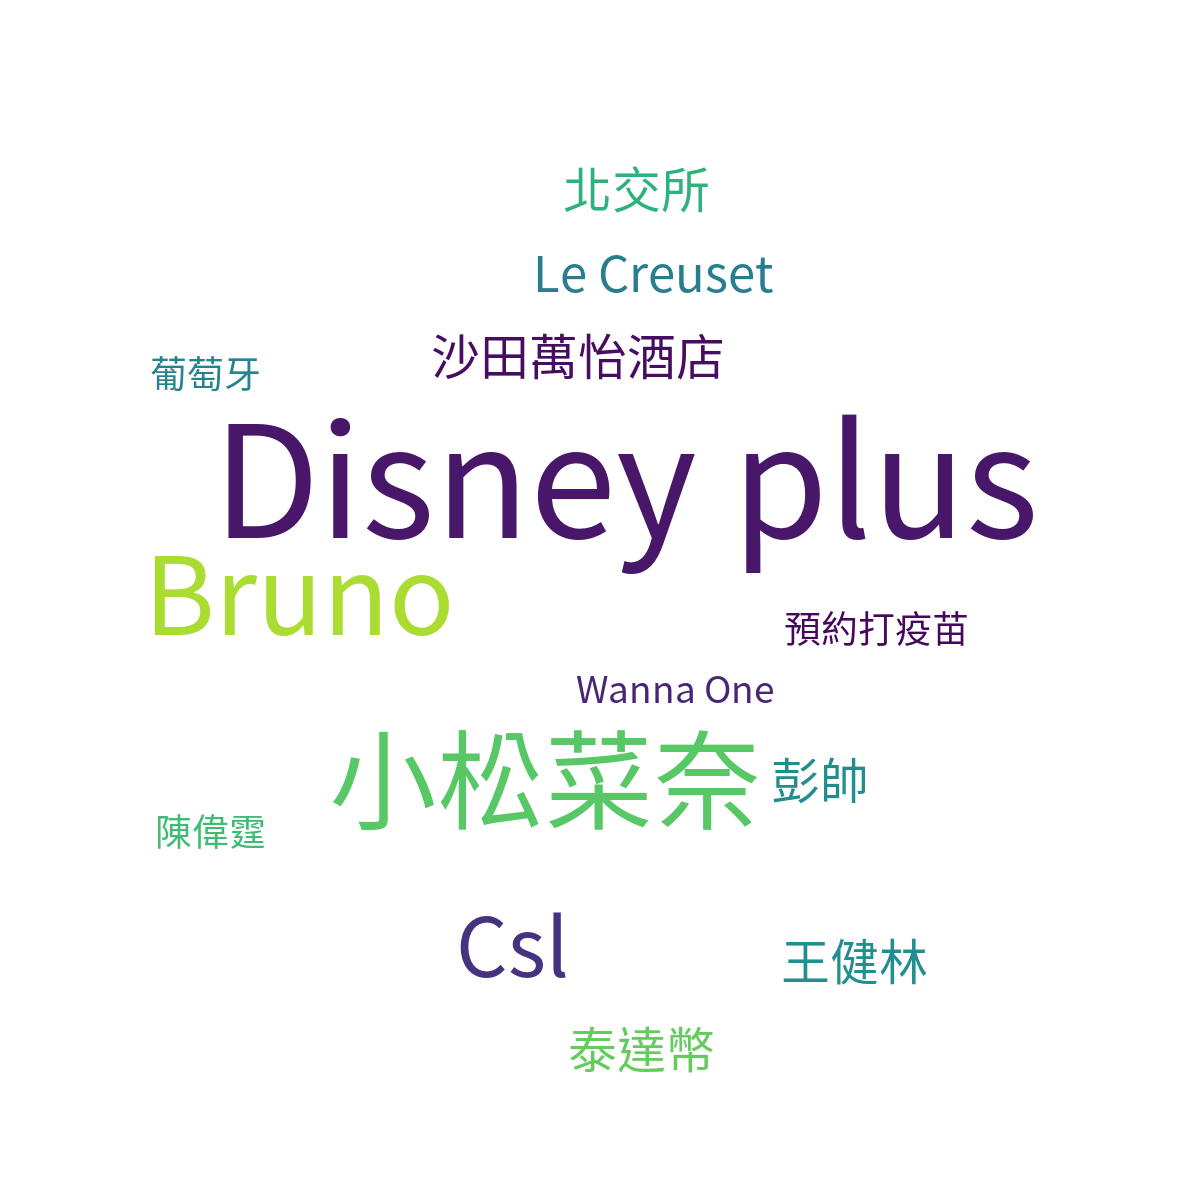 北交所
Le Creuset
沙田萬怡酒店
葡萄牙
Disney plus
Bruno
預約打疫苗
Wanna One
小松菜奈
彭帥
陳偉霆
Csl
王健林
泰達幣